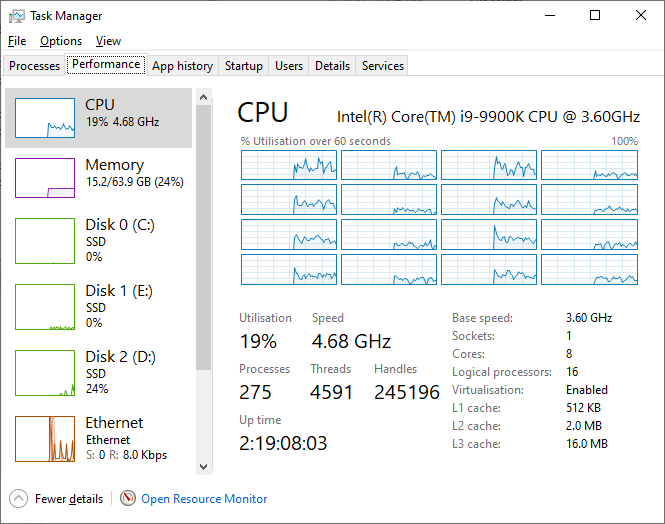 Task Manager
File Options View
Processes Performance App history Startup Users Details Services
CPU
19% 4.68 GHz
Memory
15.2/63.9 GB (24%)
Disk 0 (C:)
SSD
0%
Disk 1 (E:)
SSD
0%
Disk 2 (D:)
SSD
24%
Ethernet
Ethernet
S: 0 R: 8.0 Kbps
CPU Intel(R) Core(TM) i9-9900K CPU @ 3.60GHz
% Utilisation over 60 seconds 100%
Utilisation Speed
19% 4.68 GHz
Processes Threads Handles
275 4591 245196
Up time
2:19:08:03
Base speed: 3.60 GHz
Sockets: 1
Cores: 8
Logical processors: 16
Virtualisation: Enabled
L1 cache: 512 KB
L2 cache: 2.0 MB
L3 cache: 16.0 MB
Fewer details Open Resource Monitor